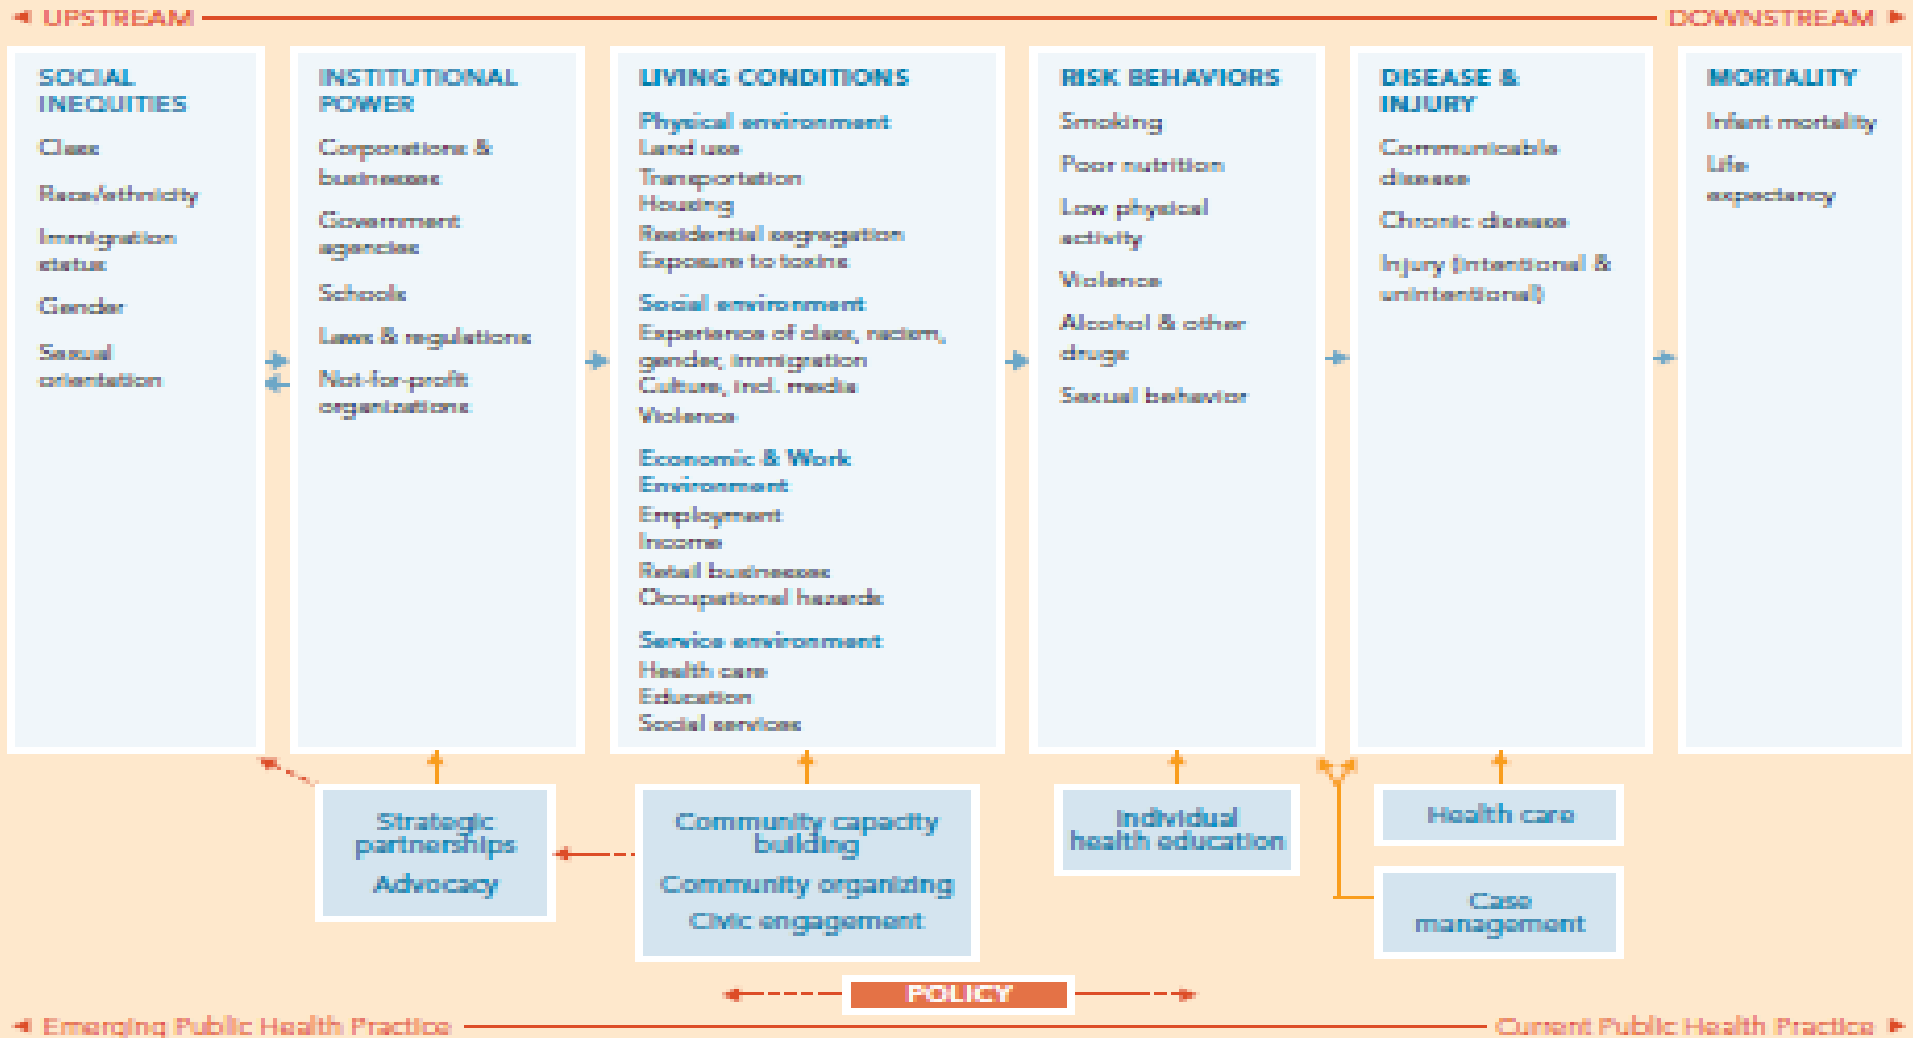 UPSTREAM
DOWNSTREAM
SOCIAL
INEQUITIES
Class
Race/ethnicity
Immigration
status
Gender
Sexual
orientation
INSTITUTIONAL
POWER
Corporations &
businesses
Government
agencies
Schools
Laws & regulations
Not-for-profit
organizations
LIVING CONDITIONS
Physical environment
Land use
Transportation
Housing
Residential segregation
Exposure to toxins
Social environment
Experience of class, racism,
gender, immigration
Culture, incl. media
Violence
Economic & Work
Environment
Employment
Income
Retail businesses
Occupational hazards
Service environment
Health care
Education
Social services
RISK BEHAVIORS
Smoking
Poor nutrition
Low physical
activity
Violence
Alcohol & other
drugs
Sexual behavior
DISEASE &
INJURY
Communicable
disease
Chronic disease
Injury (intentional &
unintentional)
MORTALITY
Infant mortality
Life
expectancy
Strategic
partnerships
Advocacy
Community capacity
building
Community organizing
Civic engagement
Individual
health education
Health care
Case
management
POLICY
Emerging Public Health Practice
Current Public Health Practice